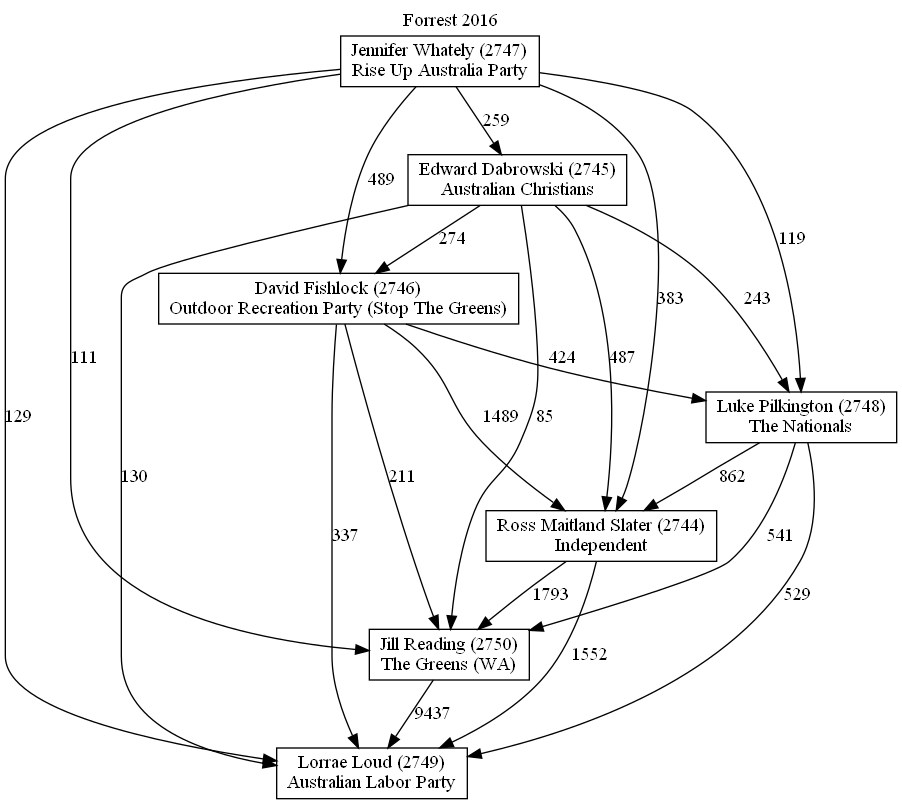 Forrest 2016
Jennifer Whately (2747)
Rise Up Australia Party
259
Edward Dabrowski (2745)
Australian Christians
489
274
119
David Fishlock (2746)
Outdoor Recreation Party (Stop The Greens)
383
243
111
424
487
Luke Pilkington (2748)
The Nationals
129
1489
85
130
211
862
Ross Maitland Slater (2744)
Independent
337
541
1793
529
Jill Reading (2750)
The Greens (WA)
1552
9437
Lorrae Loud (2749)
Australian Labor Party